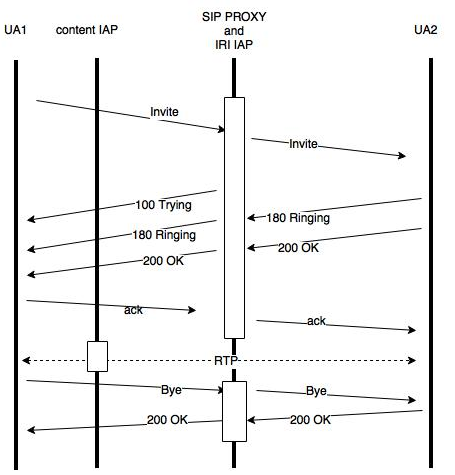 SIP PROXY
and
IRI IAP
UA1
content IAP
UA2
Invite
Invite
100 Trying
180 Ringing
180 Ringing
200 OK
200 OK
ack
ack
RTP
Bye
Bye
200 OK
200 OK